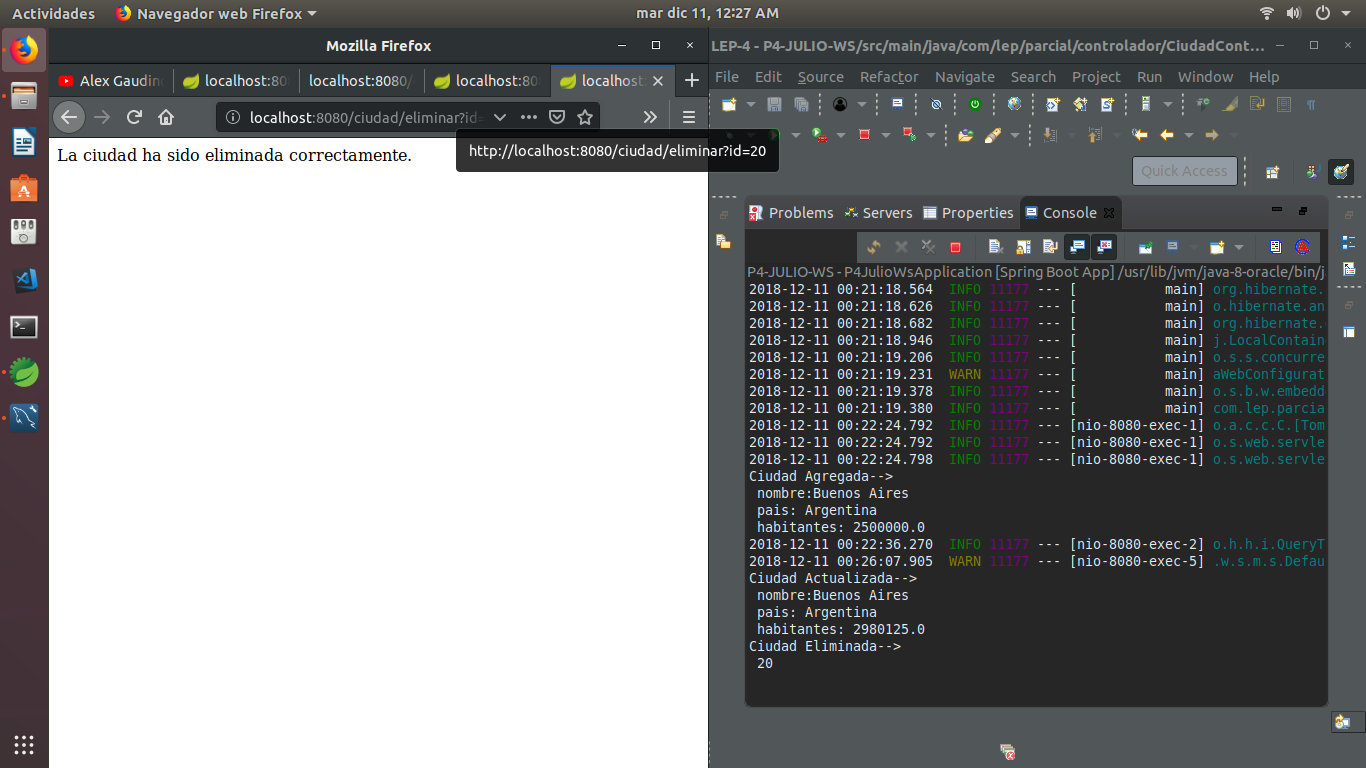 Actividades
Navegador web Firefox
mar dic 11, 12:27 AM
Mozilla Firefox
Alex Gaudin
localhost:80
localhost:8080/
localhost:80
localhost:
localhost:8080/ciudad/eliminar?id=
http://localhost:8080/ciudad/eliminar?id=20
La ciudad ha sido eliminada correctamente.
LEP-4 - P4-JULIO-WS/src/main/java/com/lep/parcial/controlador/CiudadCont...
File Edit Source Refactor Navigate Search Project Run Window Help
Quick Access
Problems Servers Properties Console
P4-JULIO-WS - P4JulioWsApplication [Spring Boot App] /usr/lib/jvm/java-8-oracle/bin/j
2018-12-11 00:21:18.564 INFO 11177 --- [ main] org.hibernate.
2018-12-11 00:21:18.626 INFO 11177 --- [ main] o.hibernate.an
2018-12-11 00:21:18.682 INFO 11177 --- [ main] org.hibernate.
2018-12-11 00:21:18.946 INFO 11177 --- [ main] j.LocalContain
2018-12-11 00:21:19.206 INFO 11177 --- [ main] o.s.s.concurre
2018-12-11 00:21:19.231 WARN 11177 --- [ main] aWebConfigurat
2018-12-11 00:21:19.378 INFO 11177 --- [ main] o.s.b.w.embedd
2018-12-11 00:21:19.380 INFO 11177 --- [ main] com.lep.parcia
2018-12-11 00:22:24.792 INFO 11177 --- [nio-8080-exec-1] o.a.c.c.C.[Tom
2018-12-11 00:22:24.792 INFO 11177 --- [nio-8080-exec-1] o.s.web.servle
2018-12-11 00:22:24.798 INFO 11177 --- [nio-8080-exec-1] o.s.web.servle
Ciudad Agregada-->
nombre:Buenos Aires
pais: Argentina
habitantes: 2500000.0
2018-12-11 00:22:36.270 INFO 11177 --- [nio-8080-exec-2] o.h.h.i.QueryT
2018-12-11 00:26:07.905 WARN 11177 --- [nio-8080-exec-5] .w.s.m.s.Defau
Ciudad Actualizada-->
nombre:Buenos Aires
pais: Argentina
habitantes: 2980125.0
Ciudad Eliminada-->
20